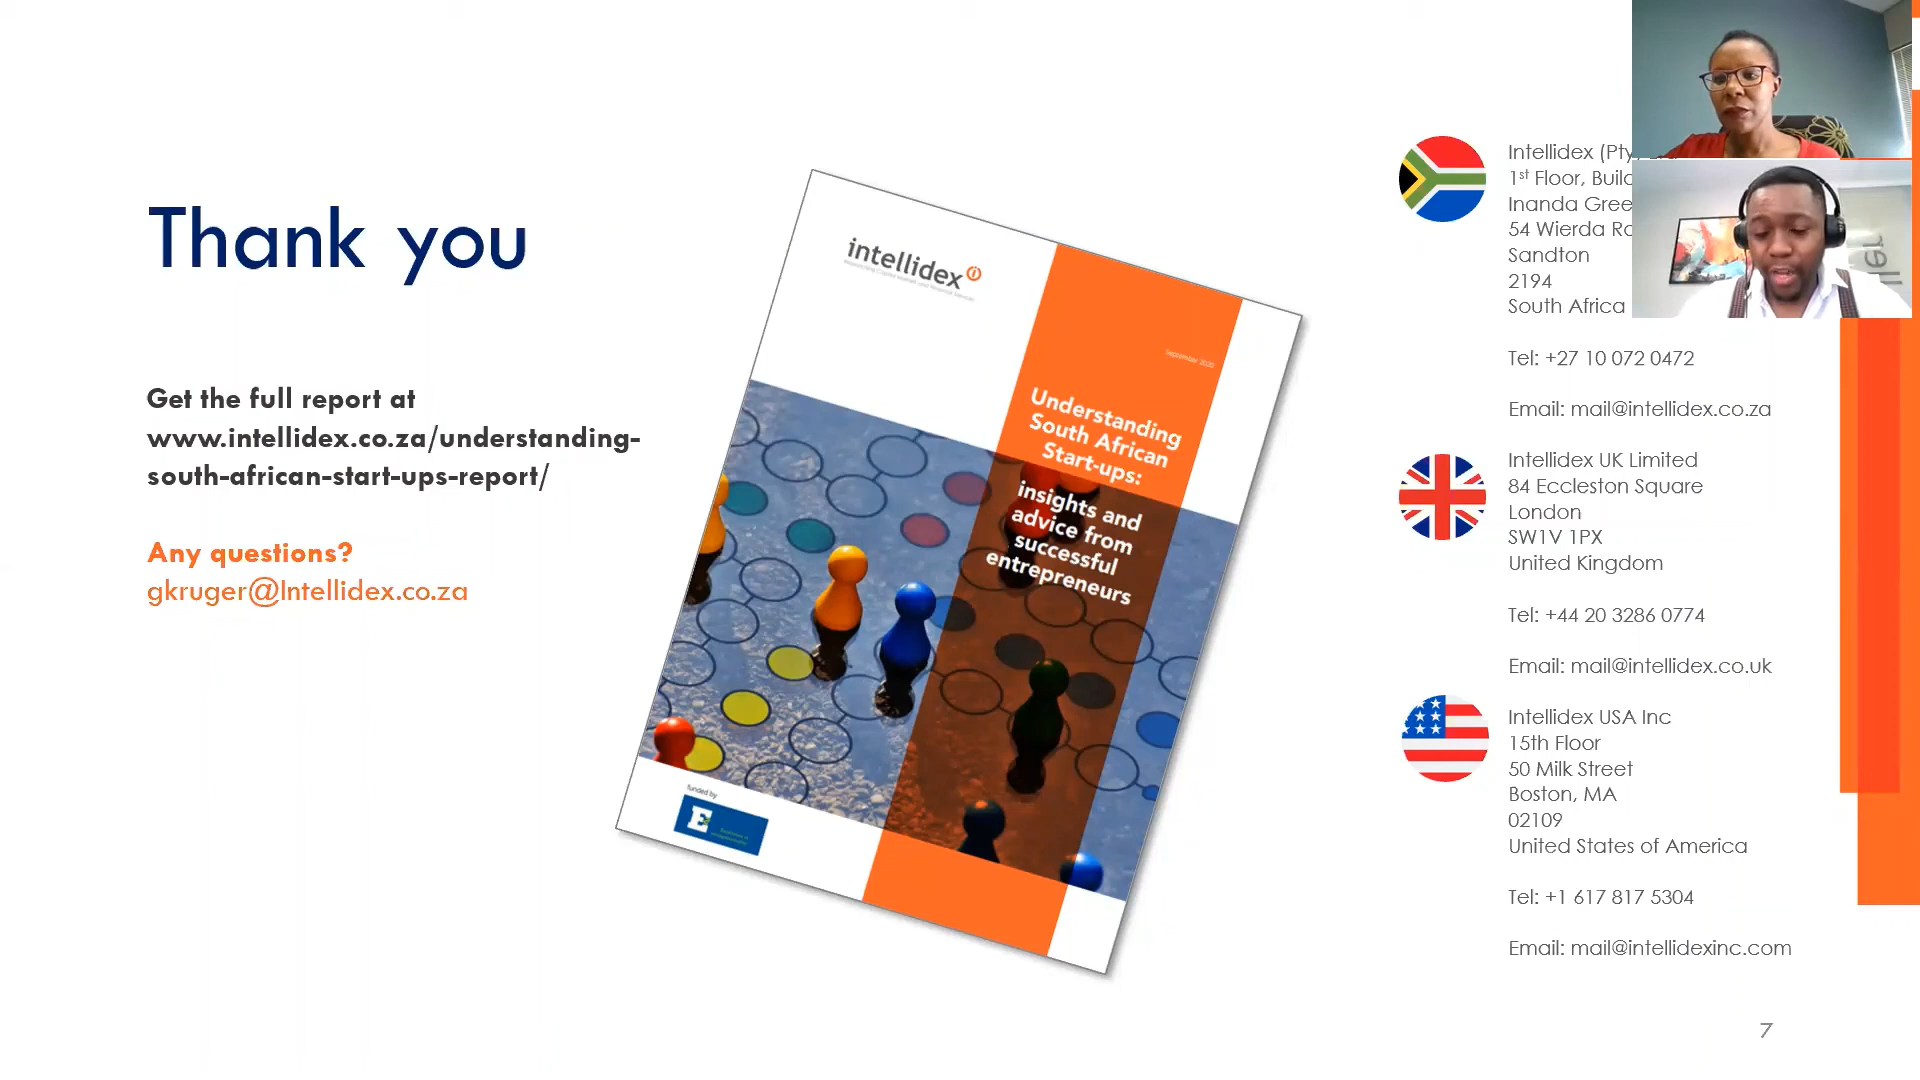 Thank you
Get the full report at
www.intellidex.co.za/understanding-
south-african-start-ups-report/
Any questions?
gkruger@Intellidex.co.za
intellidex
September 2020
Understanding
South African
Start-ups:
insights and
advice from
successful
entrepreneurs
funded by
Intellidex (Pty)
1st Floor,
Inanda
54 Wierda
Sandton
2194
South Africa
Tel: +27 10 072 0472
Email: mail@intellidex.co.za
Intellidex UK Limited
84 Eccleston Square
London
SW1V 1PX
United Kingdom
Tel: +44 20 3286 0774
Email: mail@intellidex.co.uk
Intellidex USA Inc
15th Floor
50 Milk Street
Boston, MA
02109
United States of America
Tel: +1 617 817 5304
Email: mail@intellidexinc.com
7